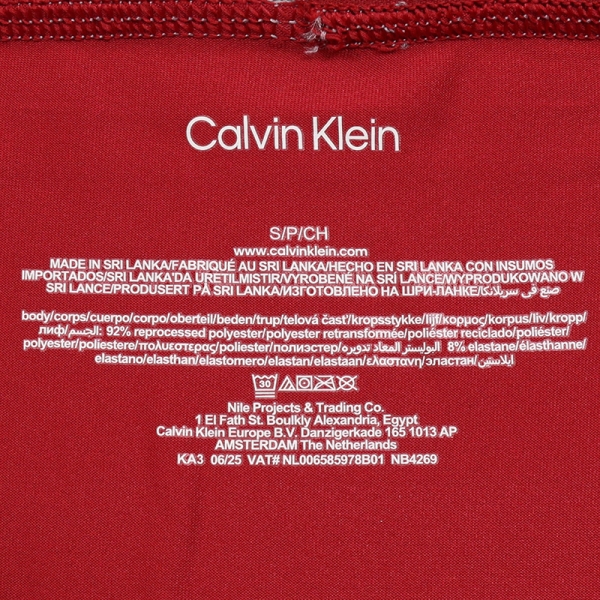 Calvin Klein
S/P/CH
www.calvinklein.com
MADE IN SRI LANKA/FABRIQUÉ AU SRI LANKA/HECHO EN SRI LANKA CON INSUMOS
IMPORTADOS/SRI LANKA'DA ÜRETILMISTIR/VYROBENÉ NA SRI LANCE/WYPRODUKOWANO W
SRI LANCE/PRODUSERT PÅ SRI LANKA/ИЗГОТОВЛЕНО НА ШРИ-ЛАНКЕ/صنع في سريلانكا
body/corps/cuerpo/corpo/oberteil/beden/trup/telová časť/kropsstykke/lijf/κορμος/korpus/liv/kropp/
лиф/الجسم: 92% reprocessed polyester/polyester retransformée/poliéster reciclado/poliéster/
polyester/poliestere/πολυεστερας/poliester/полиэстер/البوليستر المعاد تدويره 8% elastane/élasthanne/
elastano/elasthan/elastomero/elastan/elastaan/ελαστανη/эластан/ايلاستين
30
Nile Projects & Trading Co.
1 El Fath St. Boulkly Alexandria, Egypt
Calvin Klein Europe B.V. Danzigerkade 165 1013 AP
AMSTERDAM The Netherlands
KA3 06/25 VAT# NL006585978B01 NB4269